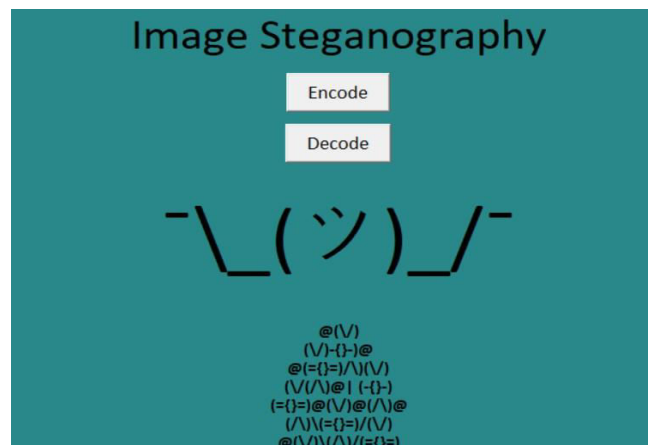 Image Steganography
Encode
Decode
¯\_(ツ)_/¯
@(\/)
(\/)-{}-)@
@(={}=)/\)(\/)
(\/(/\)@| (-{}-)
(={}=)@(\/)@(/\)@
(/\)\(={}=)/(\/)
@(\/)\(/\)/(={}=)